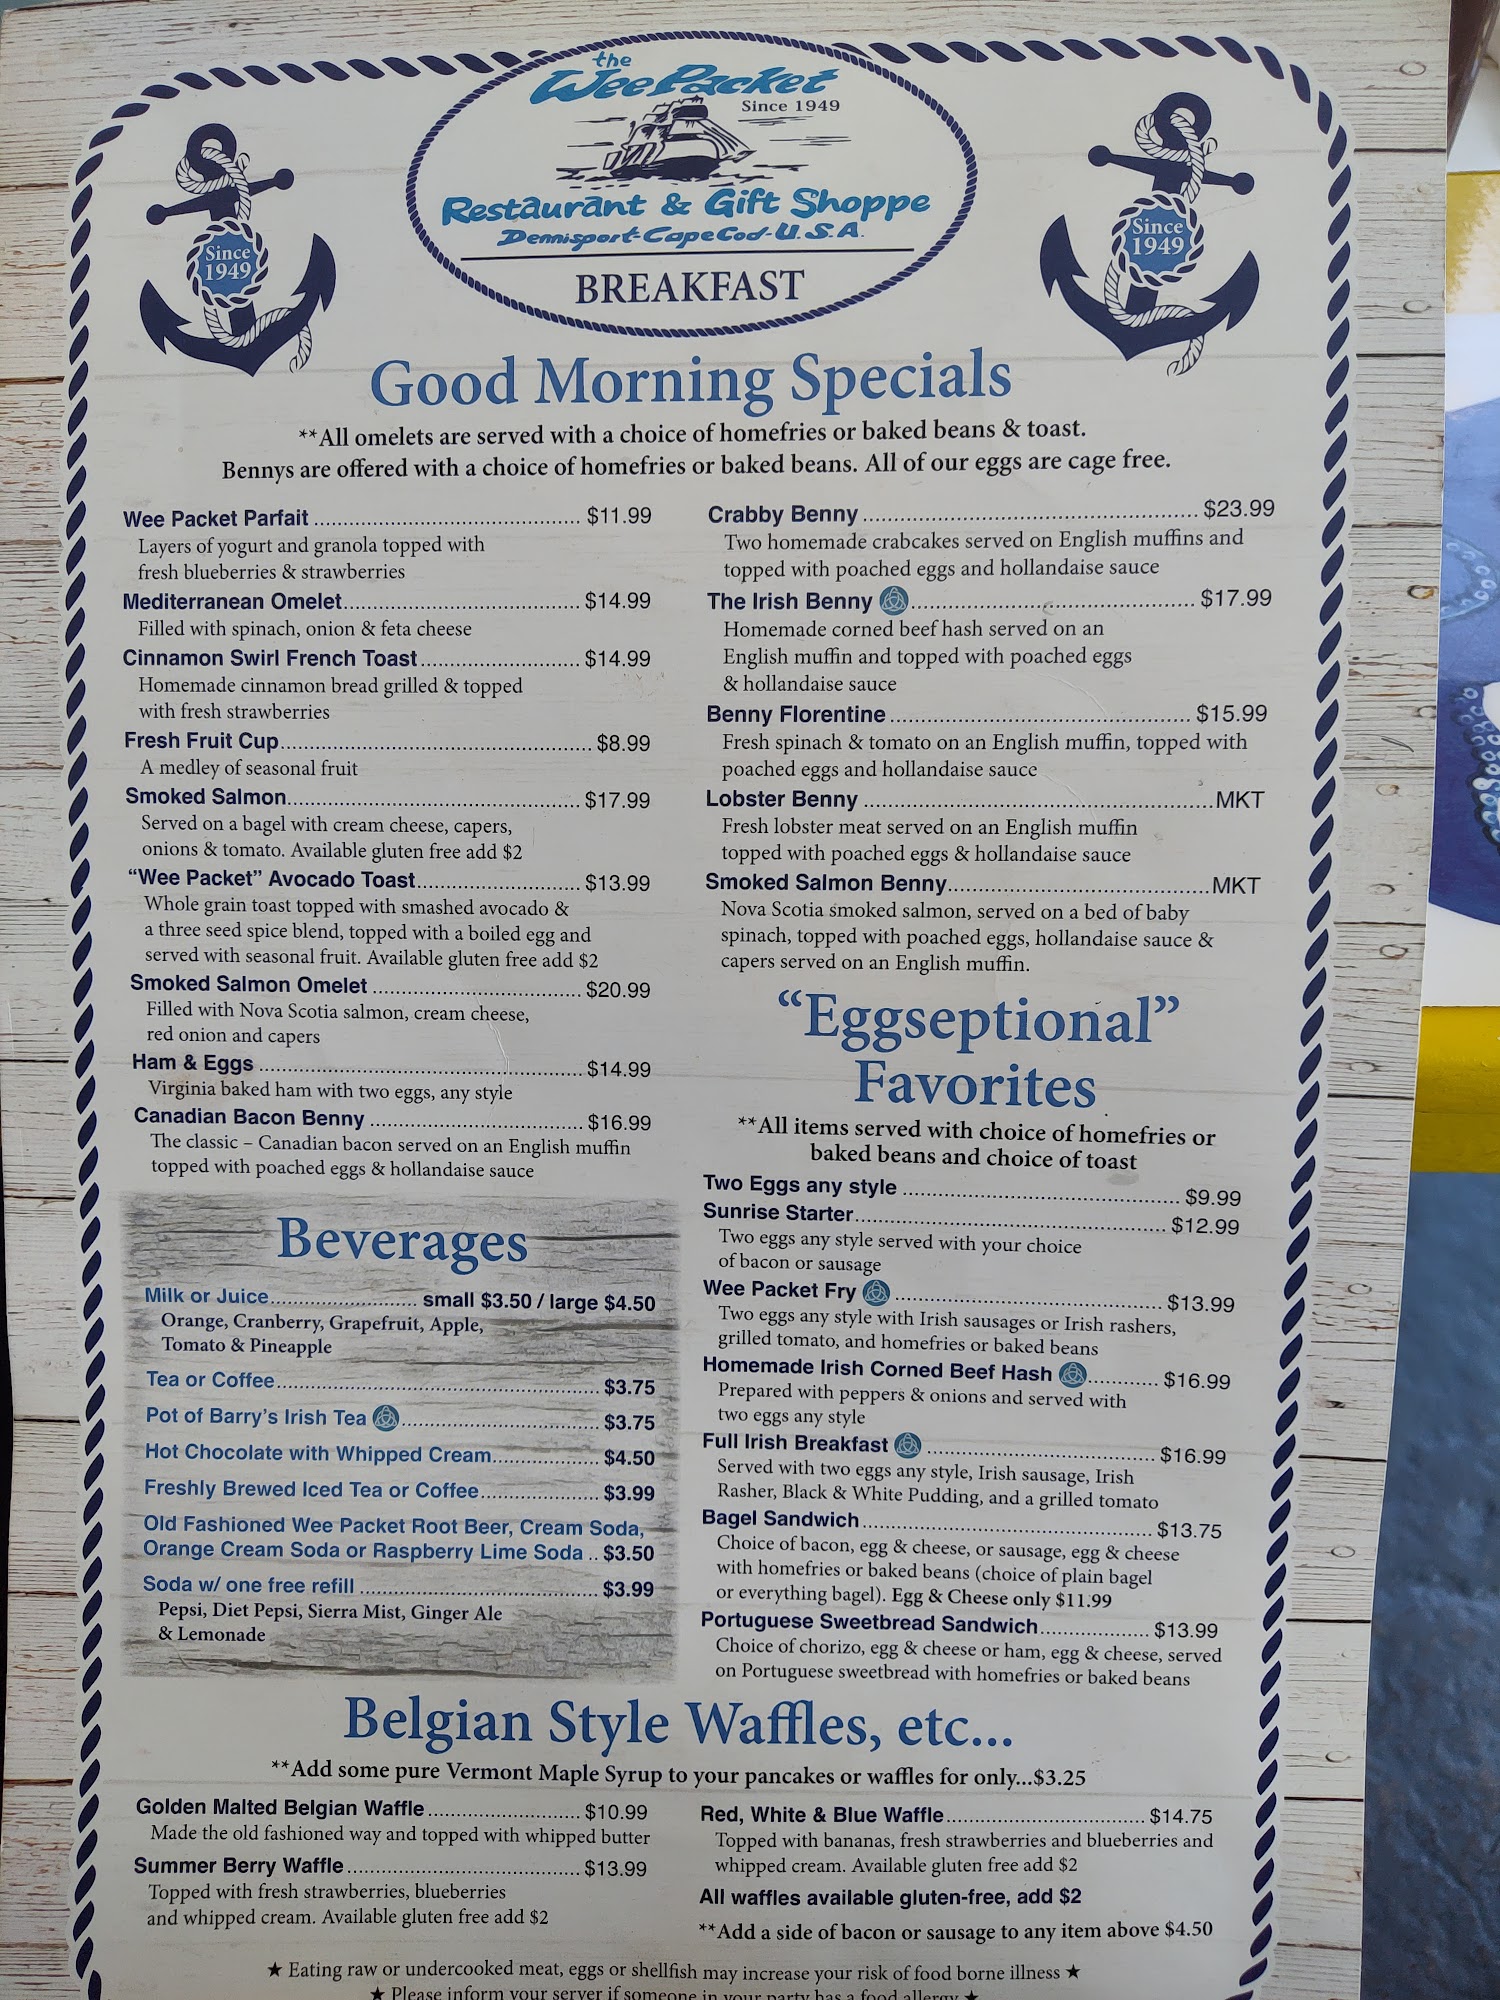 the
Wee Packet
Since 1949
Restaurant & Gift Shoppe
Dennisport-Cape Cod-U.S.A.
BREAKFAST
Since
1949
Since
1949
Good Morning Specials
**All omelets are served with a choice of homefries or baked beans & toast.
Bennys are offered with a choice of homefries or baked beans. All of our eggs are cage free.
Wee Packet Parfait ........ $11.99
Layers of yogurt and granola topped with
fresh blueberries & strawberries
Mediterranean Omelet........ $14.99
Filled with spinach, onion & feta cheese
Cinnamon Swirl French Toast........ $14.99
Homemade cinnamon bread grilled & topped
with fresh strawberries
Fresh Fruit Cup........ $8.99
A medley of seasonal fruit
Smoked Salmon........ $17.99
Served on a bagel with cream cheese, capers,
onions & tomato. Available gluten free add $2
“Wee Packet” Avocado Toast........ $13.99
Whole grain toast topped with smashed avocado &
a three seed spice blend, topped with a boiled egg and
served with seasonal fruit. Available gluten free add $2
Smoked Salmon Omelet ........ $20.99
Filled with Nova Scotia salmon, cream cheese,
red onion and capers
Ham & Eggs ........ $14.99
Virginia baked ham with two eggs, any style
Canadian Bacon Benny ........ $16.99
The classic – Canadian bacon served on an English muffin
topped with poached eggs & hollandaise sauce
Crabby Benny ........ $23.99
Two homemade crabcakes served on English muffins and
topped with poached eggs and hollandaise sauce
The Irish Benny ........ $17.99
Homemade corned beef hash served on an
English muffin and topped with poached eggs
& hollandaise sauce
Benny Florentine ........ $15.99
Fresh spinach & tomato on an English muffin, topped with
poached eggs and hollandaise sauce
Lobster Benny ........ MKT
Fresh lobster meat served on an English muffin
topped with poached eggs & hollandaise sauce
Smoked Salmon Benny........ MKT
Nova Scotia smoked salmon, served on a bed of baby
spinach, topped with poached eggs, hollandaise sauce &
capers served on an English muffin.
“Eggseptional”
Favorites
**All items served with choice of homefries or
baked beans and choice of toast
Two Eggs any style ........ $9.99
Sunrise Starter........ $12.99
Two eggs any style served with your choice
of bacon or sausage
Wee Packet Fry ........ $13.99
Two eggs any style with Irish sausages or Irish rashers,
grilled tomato, and homefries or baked beans
Homemade Irish Corned Beef Hash ........ $16.99
Prepared with peppers & onions and served with
two eggs any style
Full Irish Breakfast ........ $16.99
Served with two eggs any style, Irish sausage, Irish
Rasher, Black & White Pudding, and a grilled tomato
Bagel Sandwich ........ $13.75
Choice of bacon, egg & cheese, or sausage, egg & cheese
with homefries or baked beans (choice of plain bagel
or everything bagel). Egg & Cheese only $11.99
Portuguese Sweetbread Sandwich........ $13.99
Choice of chorizo, egg & cheese or ham, egg & cheese, served
on Portuguese sweetbread with homefries or baked beans
Beverages
Milk or Juice........ small $3.50 / large $4.50
Orange, Cranberry, Grapefruit, Apple,
Tomato & Pineapple
Tea or Coffee........ $3.75
Pot of Barry’s Irish Tea ........ $3.75
Hot Chocolate with Whipped Cream........ $4.50
Freshly Brewed Iced Tea or Coffee........ $3.99
Old Fashioned Wee Packet Root Beer, Cream Soda,
Orange Cream Soda or Raspberry Lime Soda .. $3.50
Soda w/ one free refill ........ $3.99
Pepsi, Diet Pepsi, Sierra Mist, Ginger Ale
& Lemonade
Belgian Style Waffles, etc...
**Add some pure Vermont Maple Syrup to your pancakes or waffles for only...$3.25
Golden Malted Belgian Waffle ........ $10.99
Made the old fashioned way and topped with whipped butter
Summer Berry Waffle........ $13.99
Topped with fresh strawberries, blueberries
and whipped cream. Available gluten free add $2
Red, White & Blue Waffle........ $14.75
Topped with bananas, fresh strawberries and blueberries and
whipped cream. Available gluten free add $2
All waffles available gluten-free, add $2
**Add a side of bacon or sausage to any item above $4.50
★ Eating raw or undercooked meat, eggs or shellfish may increase your risk of food borne illness ★
★ Please inform your server if someone in your party has a food allergy ★